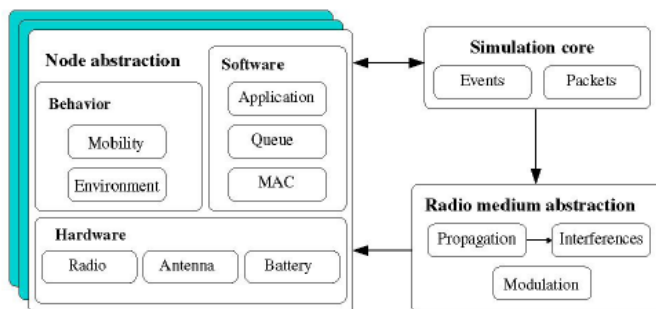 Node abstraction
Behavior
Mobility
Environment
Software
Application
Queue
MAC
Hardware
Radio
Antenna
Battery
Simulation core
Events
Packets
Radio medium abstraction
Propagation
Interferences
Modulation